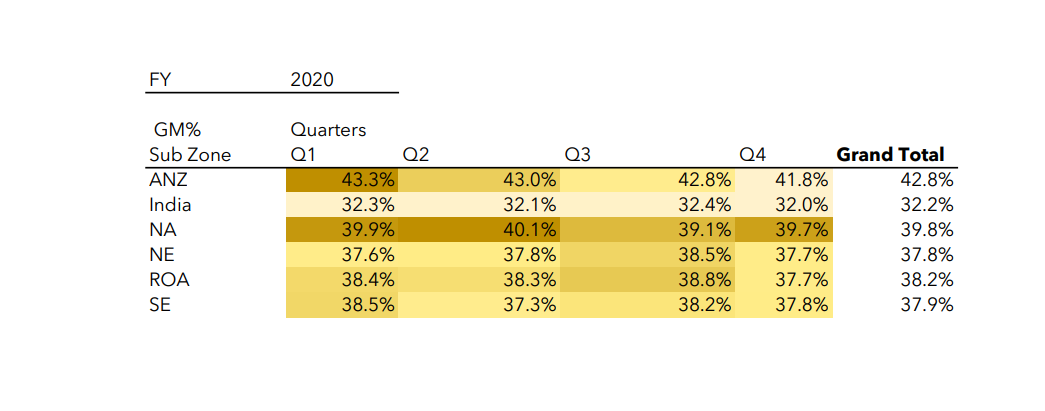 FY 2020
GM% Quarters
Sub Zone Q1 Q2 Q3 Q4 Grand Total
ANZ 43.3% 43.0% 42.8% 41.8% 42.8%
India 32.3% 32.1% 32.4% 32.0% 32.2%
NA 39.9% 40.1% 39.1% 39.7% 39.8%
NE 37.6% 37.8% 38.5% 37.7% 37.8%
ROA 38.4% 38.3% 38.8% 37.7% 38.2%
SE 38.5% 37.3% 38.2% 37.8% 37.9%